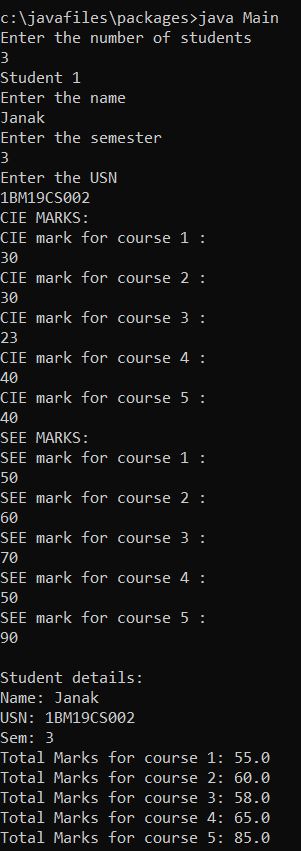 c:\javafiles\packages>java Main
Enter the number of students
3
Student 1
Enter the name
Janak
Enter the semester
3
Enter the USN
1BM19CS002
CIE MARKS:
CIE mark for course 1 :
30
CIE mark for course 2 :
30
CIE mark for course 3 :
23
CIE mark for course 4 :
40
CIE mark for course 5 :
40
SEE MARKS:
SEE mark for course 1 :
50
SEE mark for course 2 :
60
SEE mark for course 3 :
70
SEE mark for course 4 :
50
SEE mark for course 5 :
90
Student details:
Name: Janak
USN: 1BM19CS002
Sem: 3
Total Marks for course 1: 55.0
Total Marks for course 2: 60.0
Total Marks for course 3: 58.0
Total Marks for course 4: 65.0
Total Marks for course 5: 85.0